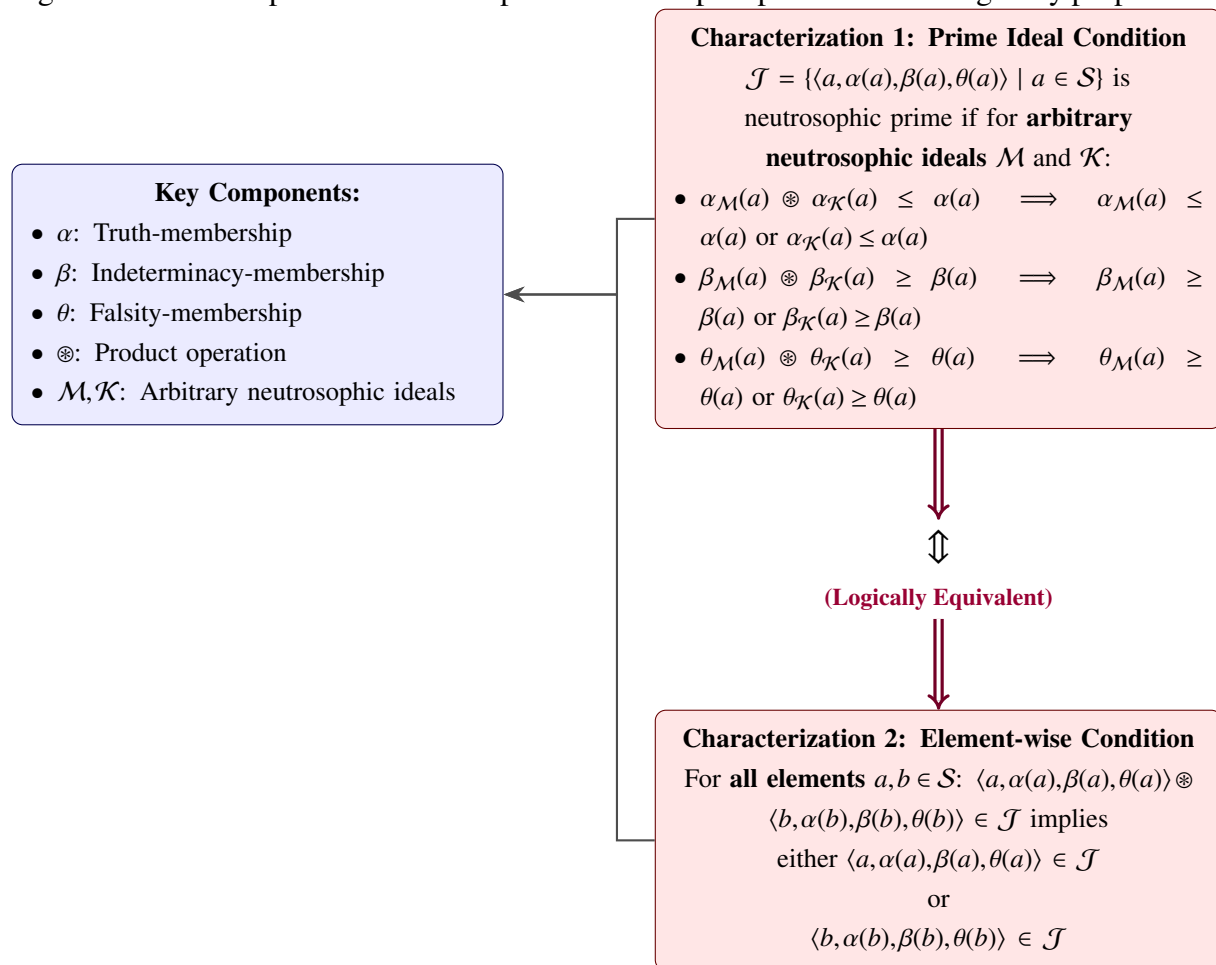 Characterization 1: Prime Ideal Condition
𝒥 = {⟨a,α(a),β(a),θ(a)⟩ | a ∈ 𝒮} is
neutrosophic prime if for arbitrary
neutrosophic ideals ℳ and 𝒦:
• α_ℳ(a) ⊛ α_𝒦(a) ≤ α(a) ⟹ α_ℳ(a) ≤
α(a) or α_𝒦(a) ≤ α(a)
• β_ℳ(a) ⊛ β_𝒦(a) ≥ β(a) ⟹ β_ℳ(a) ≥
β(a) or β_𝒦(a) ≥ β(a)
• θ_ℳ(a) ⊛ θ_𝒦(a) ≥ θ(a) ⟹ θ_ℳ(a) ≥
θ(a) or θ_𝒦(a) ≥ θ(a)
Key Components:
• α: Truth-membership
• β: Indeterminacy-membership
• θ: Falsity-membership
• ⊛: Product operation
• ℳ,𝒦: Arbitrary neutrosophic ideals
⇕
(Logically Equivalent)
Characterization 2: Element-wise Condition
For all elements a,b ∈ 𝒮: ⟨a,α(a),β(a),θ(a)⟩ ⊛
⟨b,α(b),β(b),θ(b)⟩ ∈ 𝒥 implies
either ⟨a,α(a),β(a),θ(a)⟩ ∈ 𝒥
or
⟨b,α(b),β(b),θ(b)⟩ ∈ 𝒥